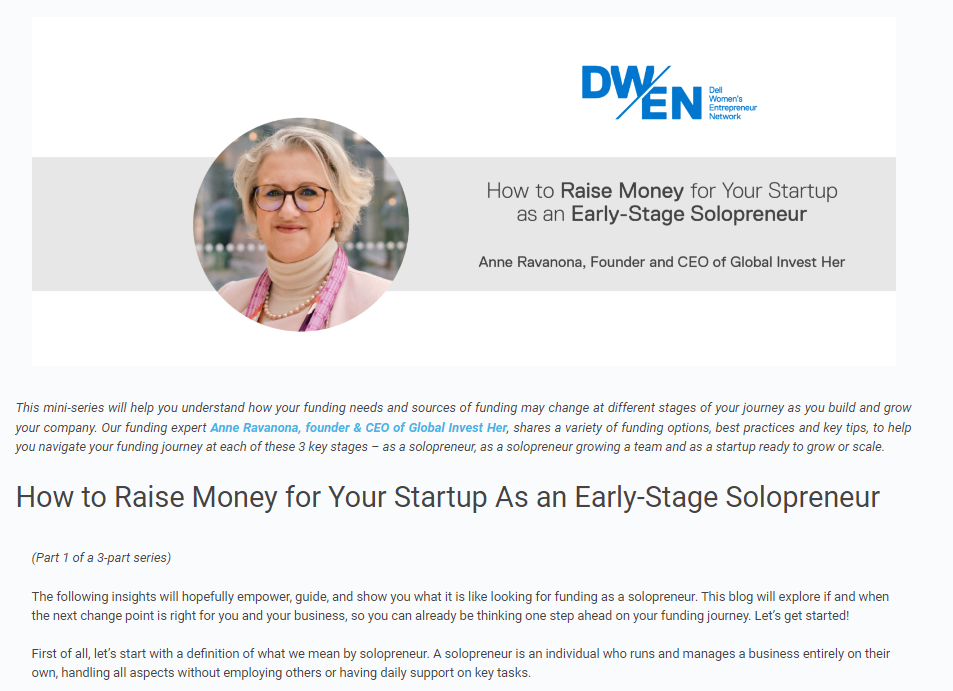 DWEN
Dell
Women's
Entrepreneur
Network
How to Raise Money for Your Startup
as an Early-Stage Solopreneur
Anne Ravanona, Founder and CEO of Global Invest Her
This mini-series will help you understand how your funding needs and sources of funding may change at different stages of your journey as you build and grow
your company. Our funding expert Anne Ravanona, founder & CEO of Global Invest Her, shares a variety of funding options, best practices and key tips, to help
you navigate your funding journey at each of these 3 key stages – as a solopreneur, as a solopreneur growing a team and as a startup ready to grow or scale.
How to Raise Money for Your Startup As an Early-Stage Solopreneur
(Part 1 of a 3-part series)
The following insights will hopefully empower, guide, and show you what it is like looking for funding as a solopreneur. This blog will explore if and when
the next change point is right for you and your business, so you can already be thinking one step ahead on your funding journey. Let’s get started!
First of all, let’s start with a definition of what we mean by solopreneur. A solopreneur is an individual who runs and manages a business entirely on their
own, handling all aspects without employing others or having daily support on key tasks.